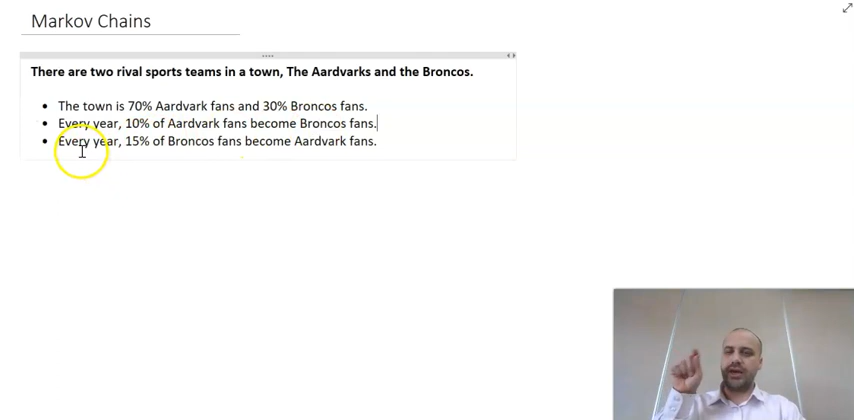 Markov Chains
There are two rival sports teams in a town, The Aardvarks and the Broncos.
• The town is 70% Aardvark fans and 30% Broncos fans.
• Every year, 10% of Aardvark fans become Broncos fans.
• Every year, 15% of Broncos fans become Aardvark fans.